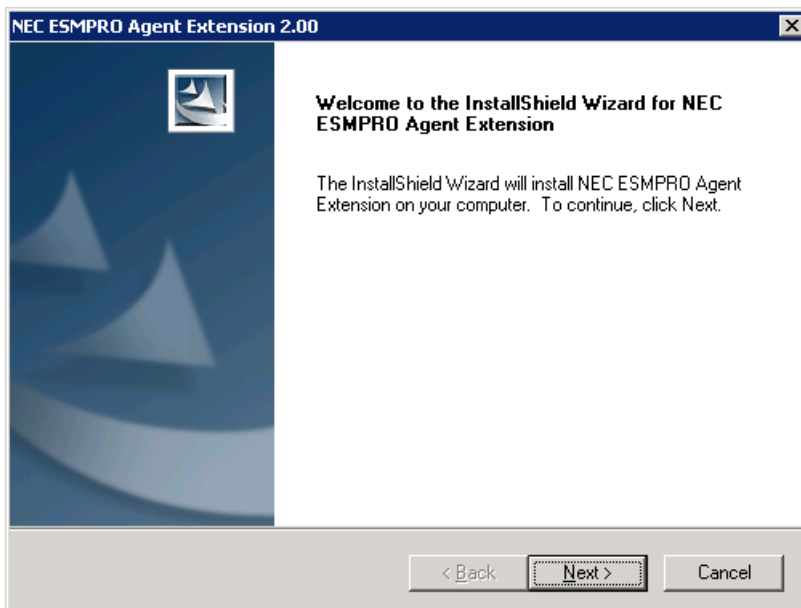 NEC ESMPRO Agent Extension 2.00
Welcome to the InstallShield Wizard for NEC
ESMPRO Agent Extension
The InstallShield Wizard will install NEC ESMPRO Agent
Extension on your computer.  To continue, click Next.
< Back
Next >
Cancel